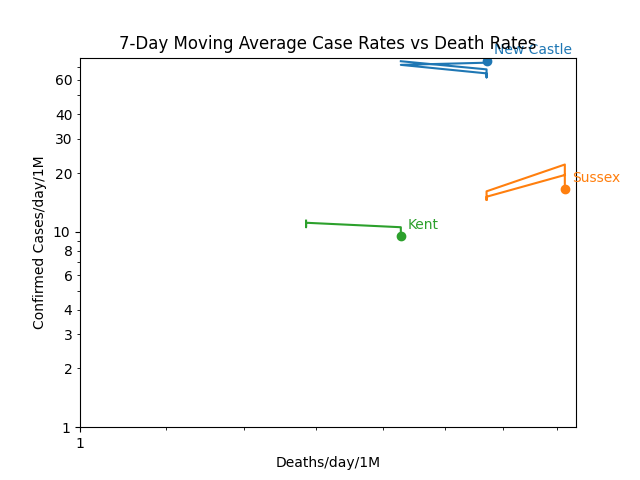 7-Day Moving Average Case Rates vs Death Rates
New Castle
60
40
30
Sussex
20
Kent
10
8
6
4
3
2
1
1
Confirmed Cases/day/1M
Deaths/day/1M